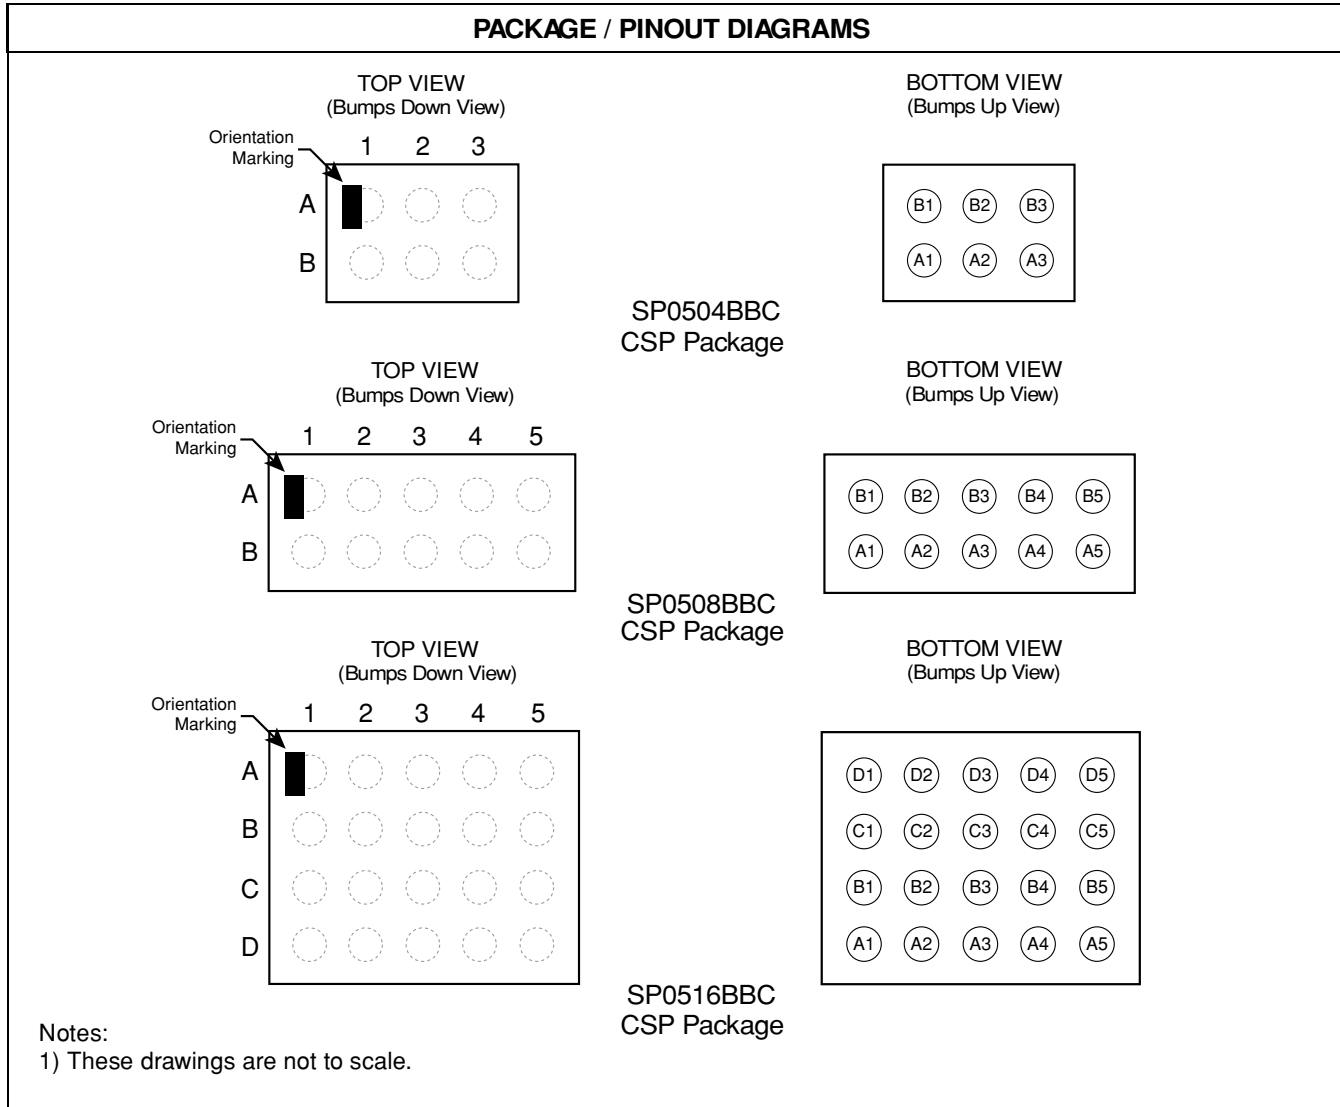 PACKAGE / PINOUT DIAGRAMS
TOP VIEW
(Bumps Down View)
Orientation
Marking
1 2 3
A
B
BOTTOM VIEW
(Bumps Up View)
B1 B2 B3
A1 A2 A3
SP0504BBC
CSP Package
TOP VIEW
(Bumps Down View)
Orientation
Marking
1 2 3 4 5
A
B
BOTTOM VIEW
(Bumps Up View)
B1 B2 B3 B4 B5
A1 A2 A3 A4 A5
SP0508BBC
CSP Package
TOP VIEW
(Bumps Down View)
Orientation
Marking
1 2 3 4 5
A
B
C
D
BOTTOM VIEW
(Bumps Up View)
D1 D2 D3 D4 D5
C1 C2 C3 C4 C5
B1 B2 B3 B4 B5
A1 A2 A3 A4 A5
SP0516BBC
CSP Package
Notes:
1) These drawings are not to scale.